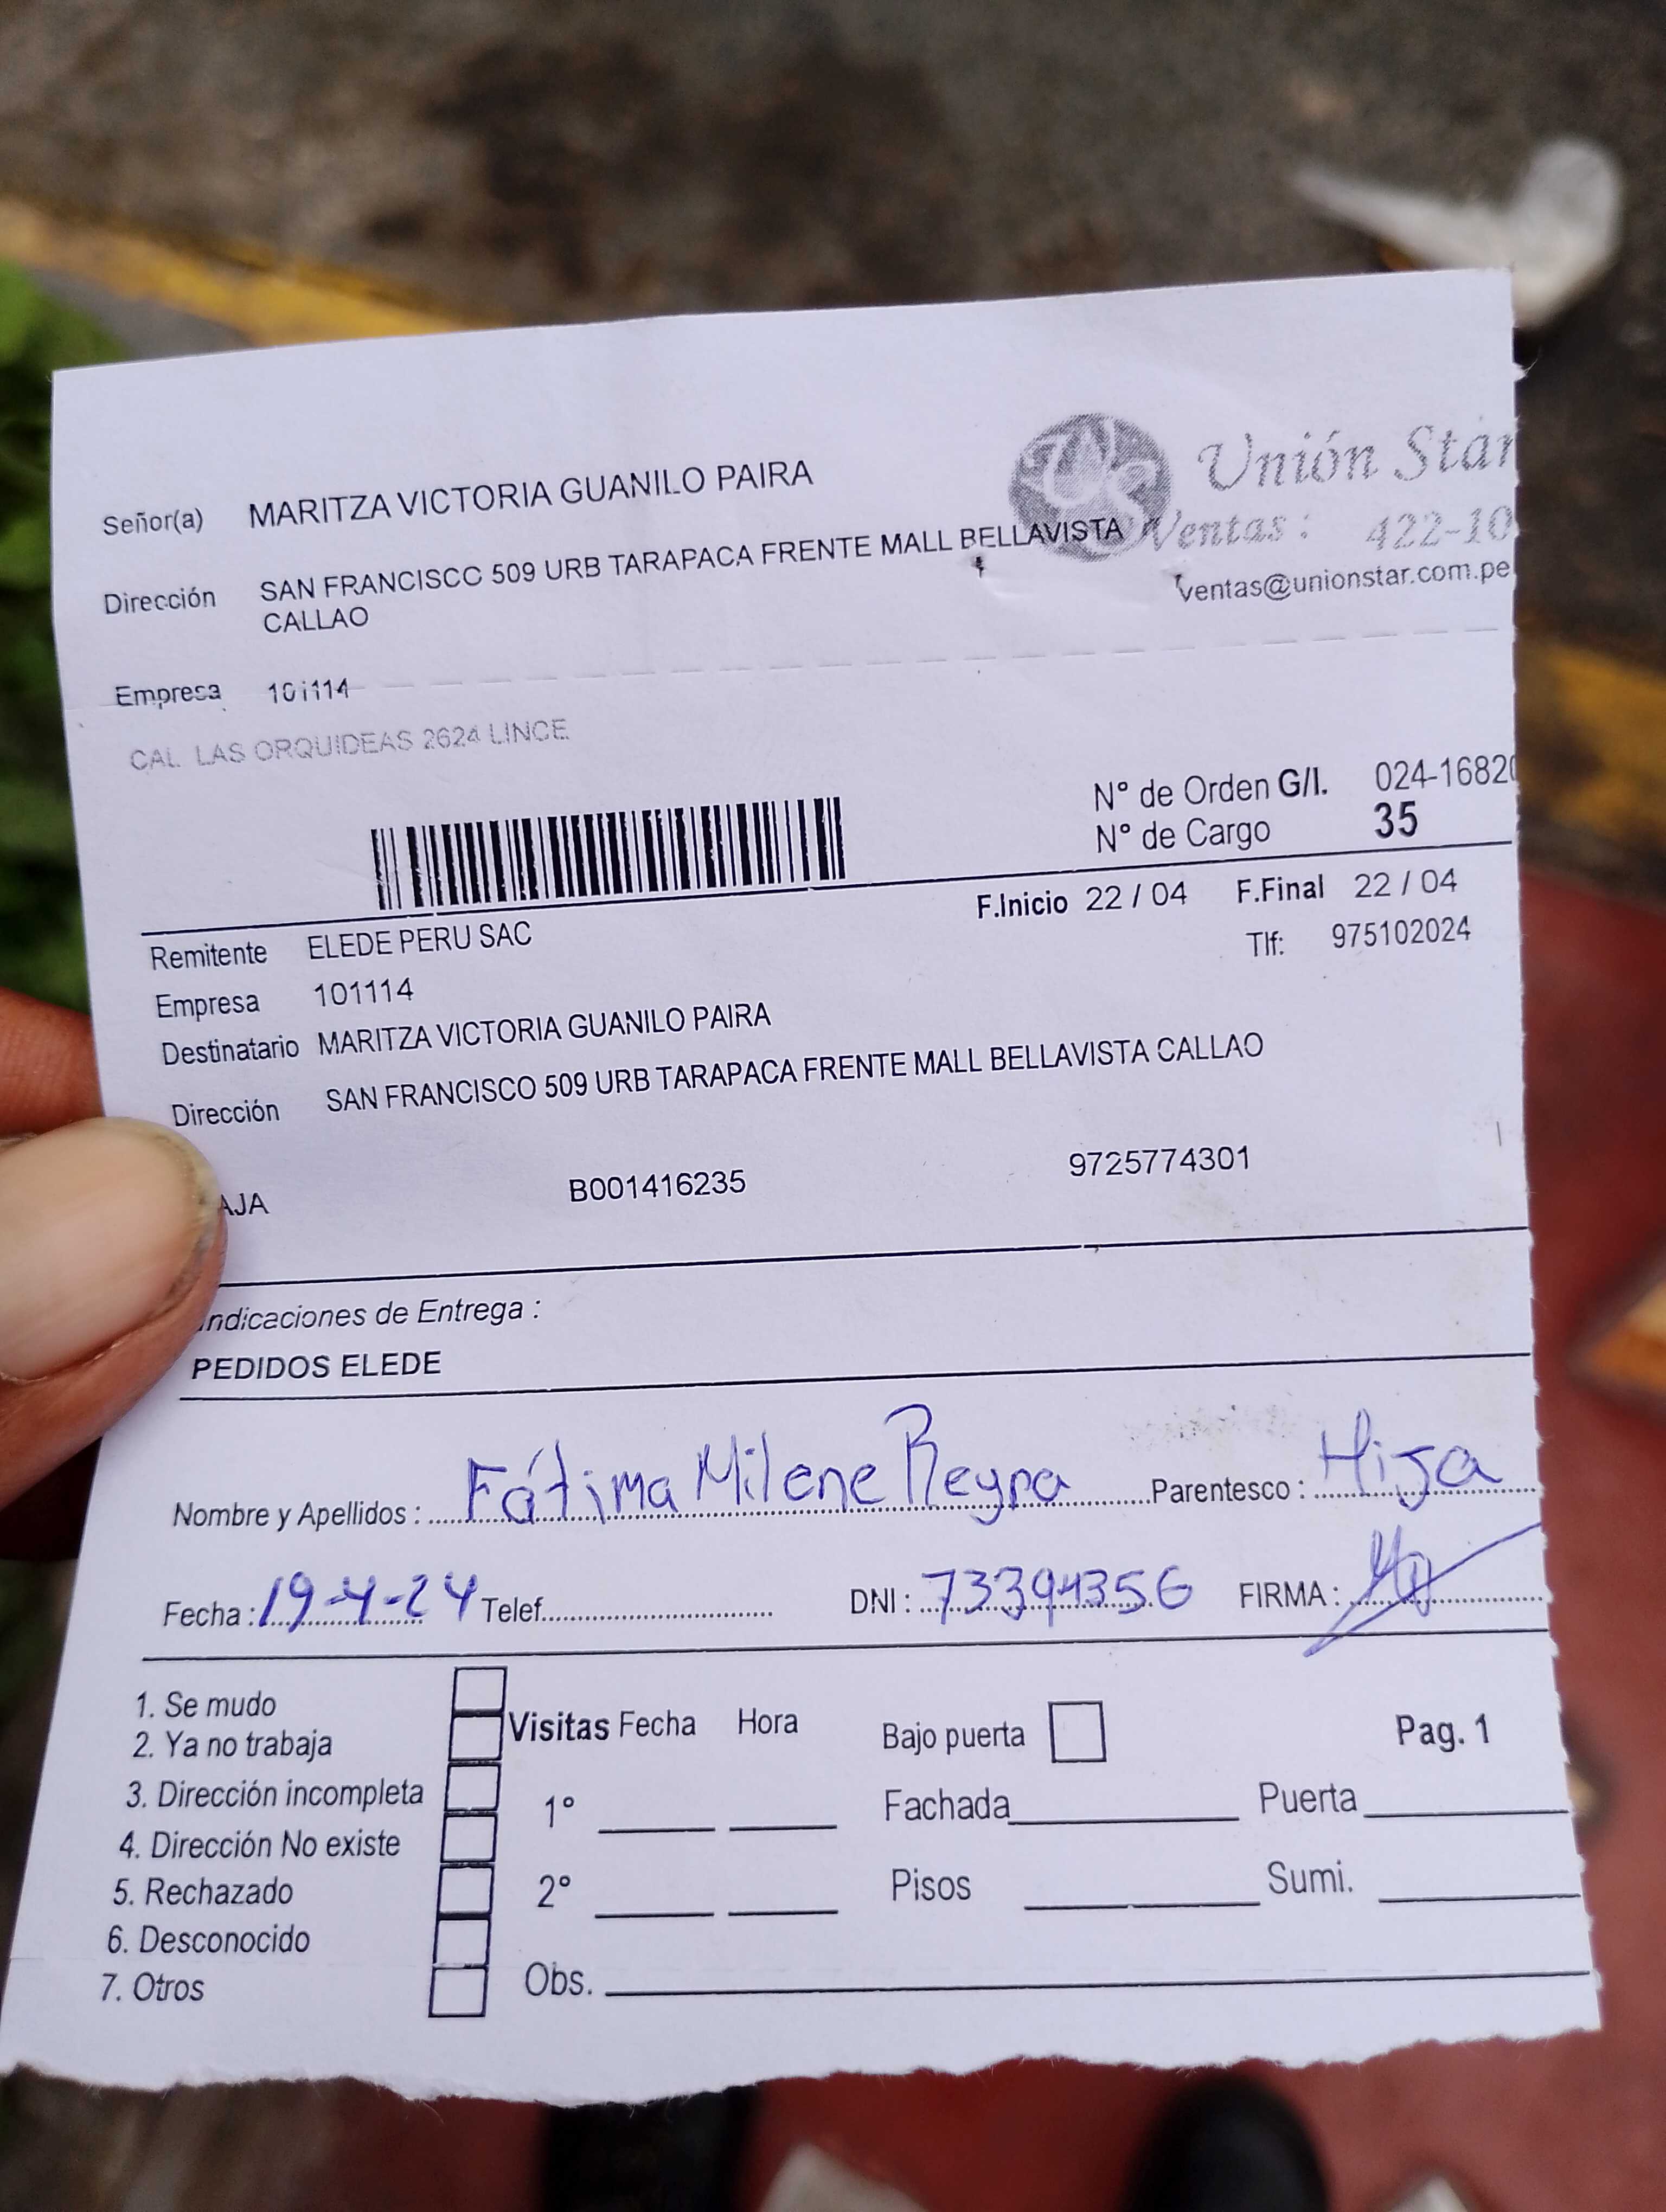 Unión Star
Señor(a) MARITZA VICTORIA GUANILO PAIRA
Ventas : 422-10
Dirección SAN FRANCISCO 509 URB TARAPACA FRENTE MALL BELLAVISTA
CALLAO
ventas@unionstar.com.pe
Empresa 101114
CAL. LAS ORQUIDEAS 2624 LINCE
N° de Orden G/I. 024-16820
N° de Cargo 35
F.Inicio 22 / 04 F.Final 22 / 04
Remitente ELEDE PERU SAC
Tlf: 975102024
Empresa 101114
Destinatario MARITZA VICTORIA GUANILO PAIRA
Dirección SAN FRANCISCO 509 URB TARAPACA FRENTE MALL BELLAVISTA CALLAO
AJA B001416235 9725774301
Indicaciones de Entrega :
PEDIDOS ELEDE
Nombre y Apellidos : Fátima Milene Reyna Parentesco : Hija
Fecha : 19-4-24 Telef. DNI : 73394356 FIRMA :
1. Se mudo
2. Ya no trabaja
3. Dirección incompleta
4. Dirección No existe
5. Rechazado
6. Desconocido
7. Otros
Visitas Fecha Hora
1°
2°
Bajo puerta
Pag. 1
Fachada Puerta
Pisos Sumi.
Obs.